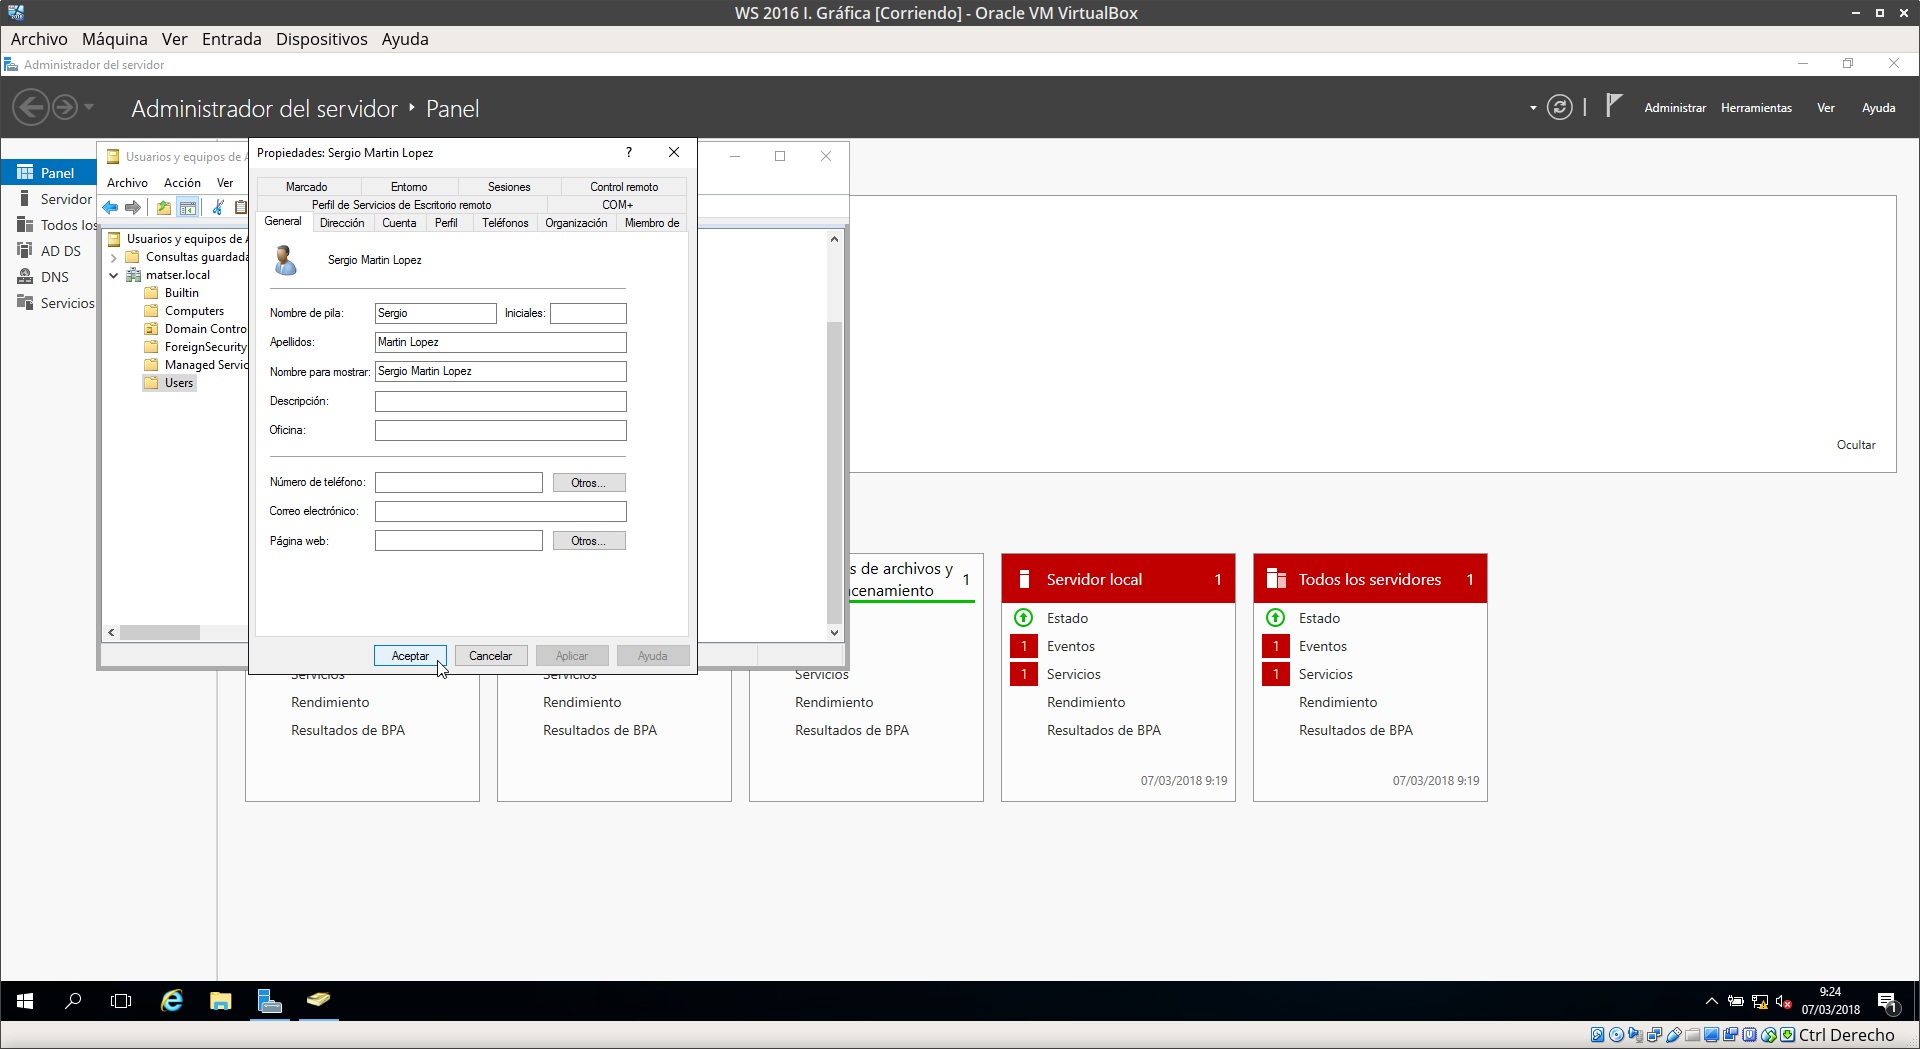 WS 2016 I. Gráfica [Corriendo] - Oracle VM VirtualBox
Archivo Máquina Ver Entrada Dispositivos Ayuda
Administrador del servidor
Administrador del servidor ‣ Panel
Administrar Herramientas Ver Ayuda
Panel
Servidor
Todos los
AD DS
DNS
Servicios
Usuarios y equipos de A
Archivo Acción Ver
Usuarios y equipos de A
Consultas guardada
matser.local
Builtin
Computers
Domain Contro
ForeignSecurity
Managed Servic
Users
Propiedades: Sergio Martin Lopez ?
Marcado Entorno Sesiones Control remoto
Perfil de Servicios de Escritorio remoto COM+
General Dirección Cuenta Perfil Teléfonos Organización Miembro de
Sergio Martin Lopez
Nombre de pila: Sergio Iniciales:
Apellidos: Martin Lopez
Nombre para mostrar: Sergio Martin Lopez
Descripción:
Oficina:
Número de teléfono: Otros...
Correo electrónico:
Página web: Otros...
Aceptar Cancelar Aplicar Ayuda
Ocultar
Servicios
Rendimiento
Resultados de BPA
Servicios
Rendimiento
Resultados de BPA
s de archivos y 1
cenamiento
Servicios
Rendimiento
Resultados de BPA
Servidor local 1
Estado
1 Eventos
1 Servicios
Rendimiento
Resultados de BPA
07/03/2018 9:19
Todos los servidores 1
Estado
1 Eventos
1 Servicios
Rendimiento
Resultados de BPA
07/03/2018 9:19
9:24
07/03/2018
1
Ctrl Derecho